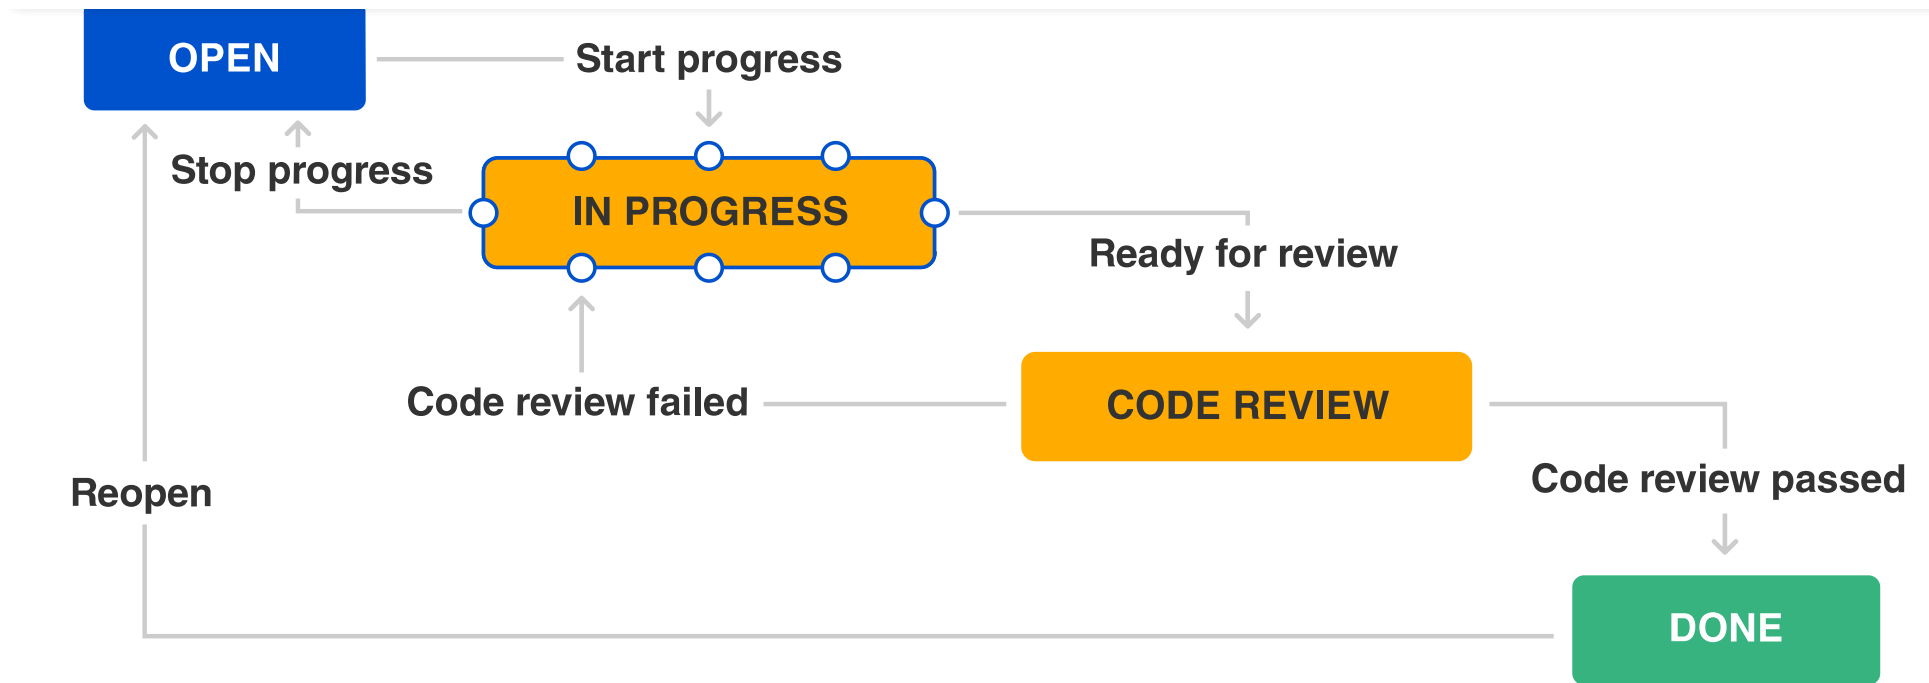 OPEN
Start progress
Stop progress
IN PROGRESS
Ready for review
Code review failed
CODE REVIEW
Code review passed
Reopen
DONE